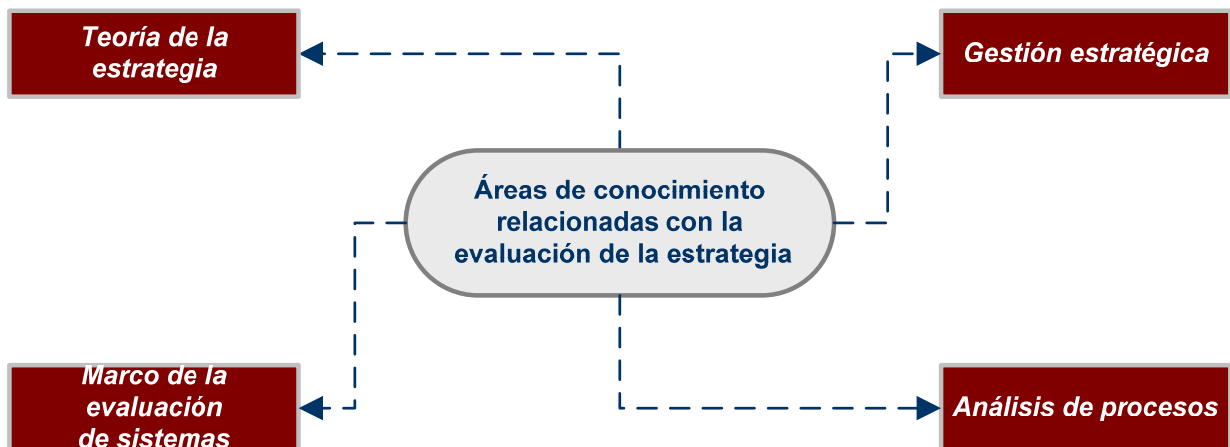 Teoría de la
estrategia
Gestión estratégica
Áreas de conocimiento
relacionadas con la
evaluación de la estrategia
Marco de la
evaluación
de sistemas
Análisis de procesos